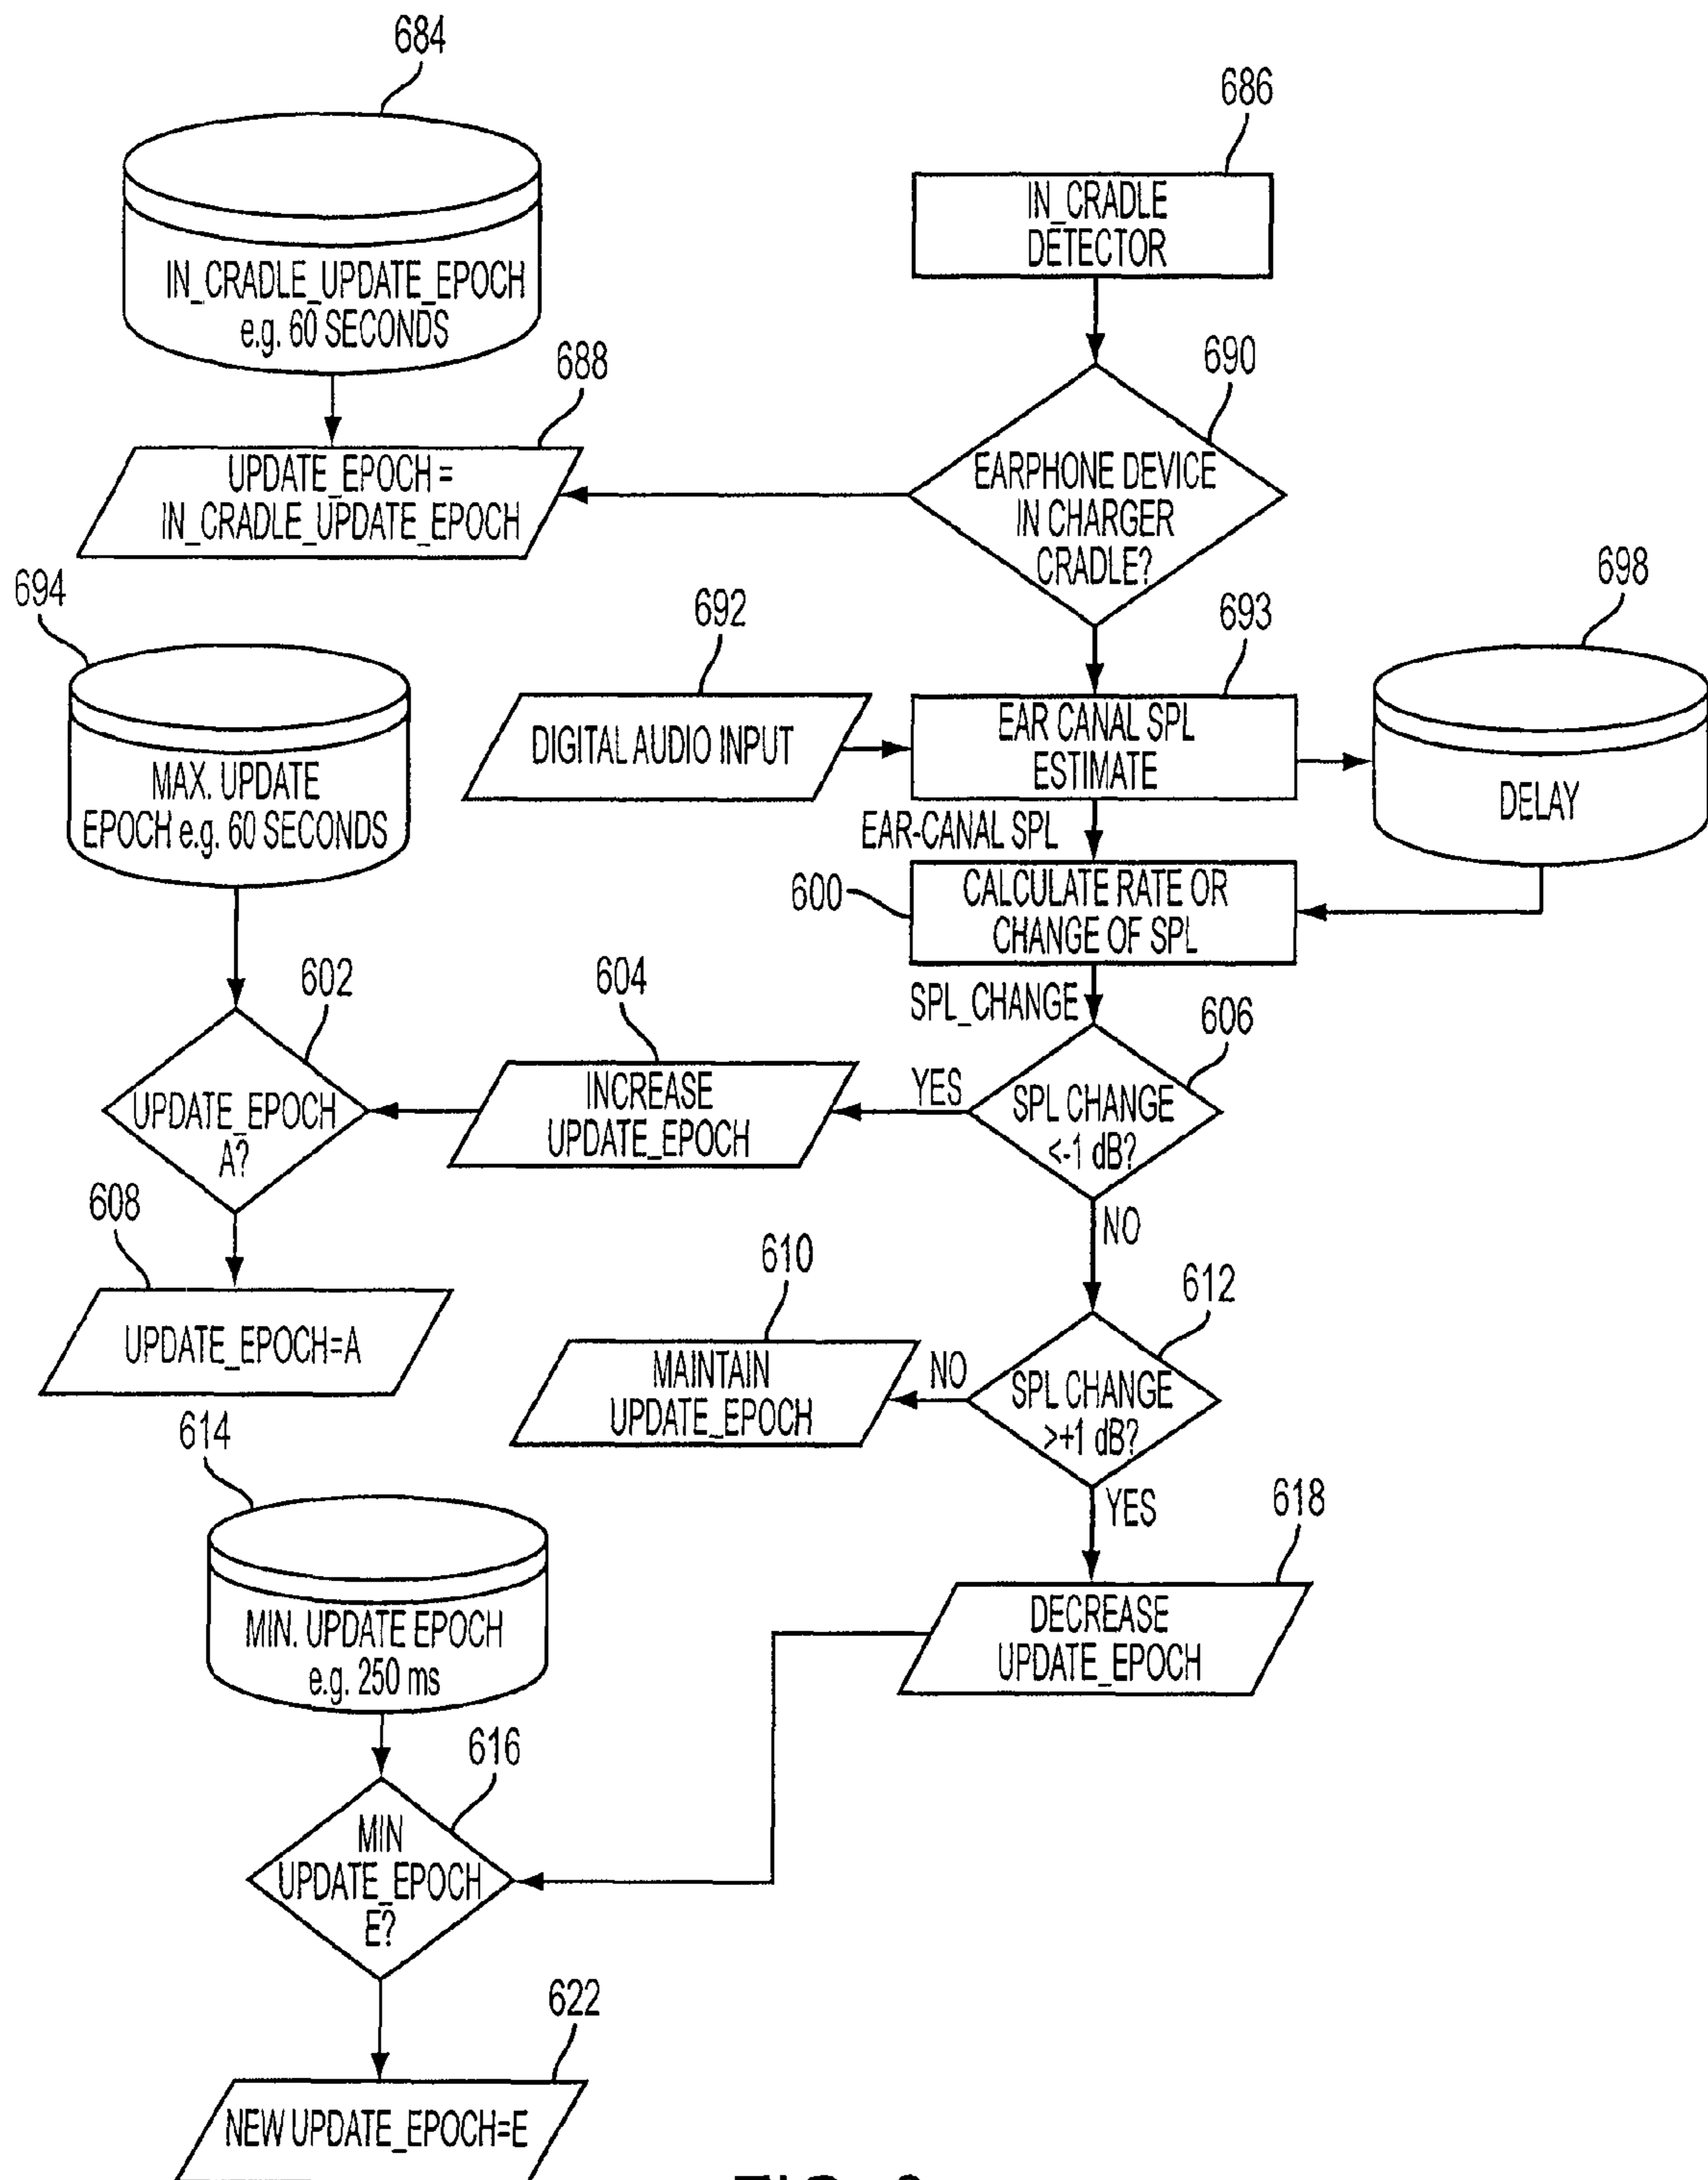 684
686
IN_CRADLE
DETECTOR
IN_CRADLE_UPDATE_EPOCH
e.g. 60 SECONDS
688
690
UPDATE_EPOCH =
IN_CRADLE_UPDATE_EPOCH
EARPHONE DEVICE
IN CHARGER
CRADLE?
694
692
693
698
MAX. UPDATE
EPOCH e.g. 60 SECONDS
DIGITAL AUDIO INPUT
EAR CANAL SPL
ESTIMATE
DELAY
EAR-CANAL SPL
600
CALCULATE RATE OR
CHANGE OF SPL
602
604
SPL_CHANGE
606
UPDATE_EPOCH
A?
INCREASE
UPDATE_EPOCH
YES
SPL CHANGE
<-1 dB?
608
NO
610
612
UPDATE_EPOCH=A
MAINTAIN
UPDATE_EPOCH
NO
SPL CHANGE
>+1 dB?
614
YES
618
MIN. UPDATE EPOCH
e.g. 250 ms
DECREASE
UPDATE_EPOCH
616
MIN
UPDATE_EPOCH
E?
622
NEW UPDATE_EPOCH=E